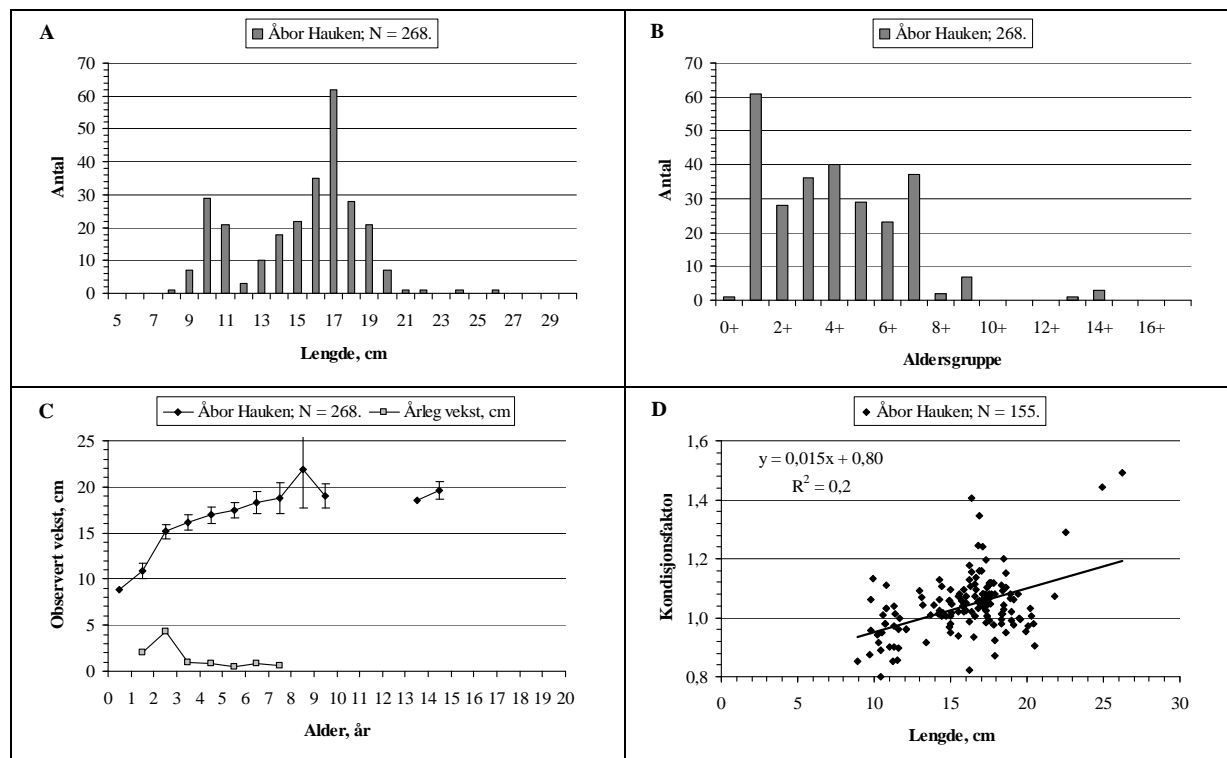 A
Åbor Hauken; N = 268.
Antal
70
60
50
40
30
20
10
0
5 7 9 11 13 15 17 19 21 23 25 27 29
Lengde, cm
B
Åbor Hauken; 268.
Antal
70
60
50
40
30
20
10
0
0+ 2+ 4+ 6+ 8+ 10+ 12+ 14+ 16+
Aldersgruppe
C
Åbor Hauken; N = 268. Årleg vekst, cm
Observert vekst, cm
25
20
15
10
5
0
0 1 2 3 4 5 6 7 8 9 10 11 12 13 14 15 16 17 18 19 20
Alder, år
D
Åbor Hauken; N = 155.
Kondisjonsfaktor
1,6
1,4
1,2
1,0
0,8
y = 0,015x + 0,80
R² = 0,2
0 5 10 15 20 25 30
Lengde, cm